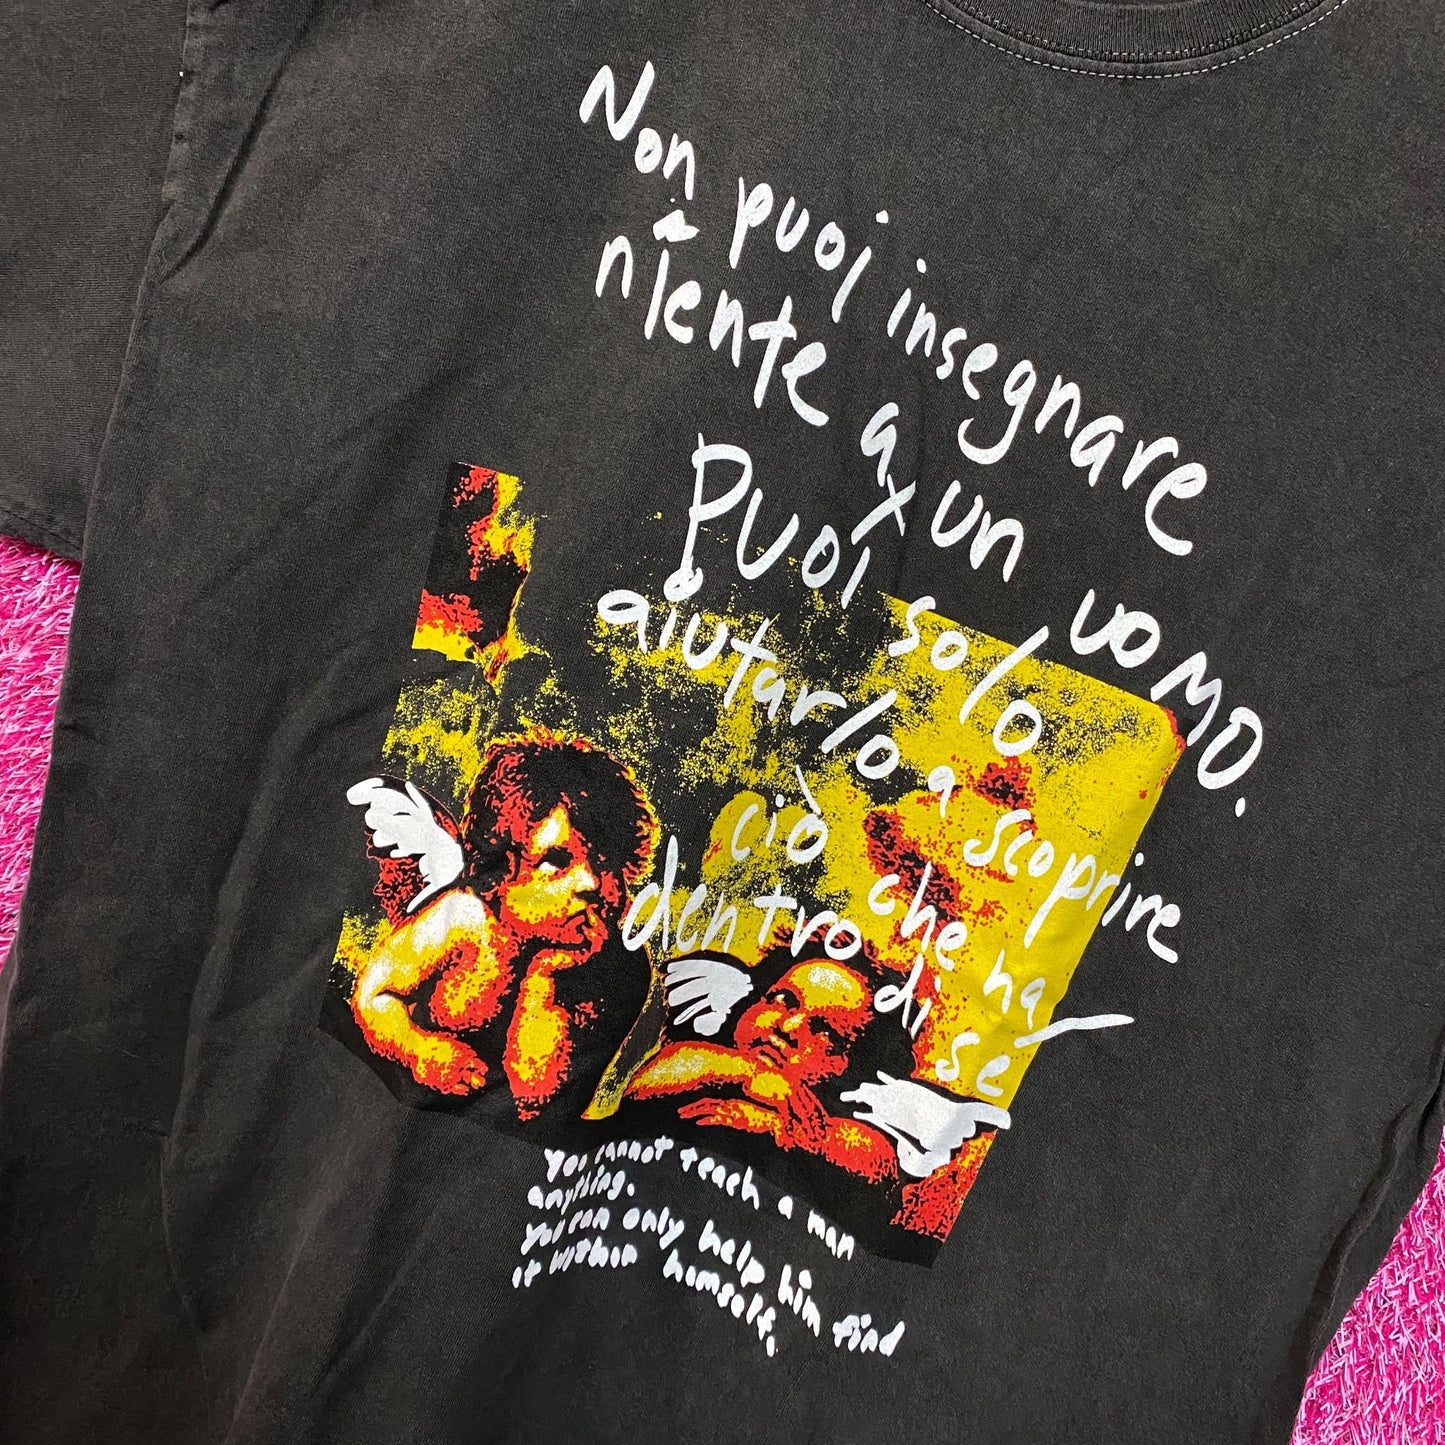 Non puoi insegnare
niente a un uomo.
Puoi solo
aiutarlo a scoprire
ciò che ha
dentro di sé
you cannot teach a man
anything.
you can only help him find
it within himself.